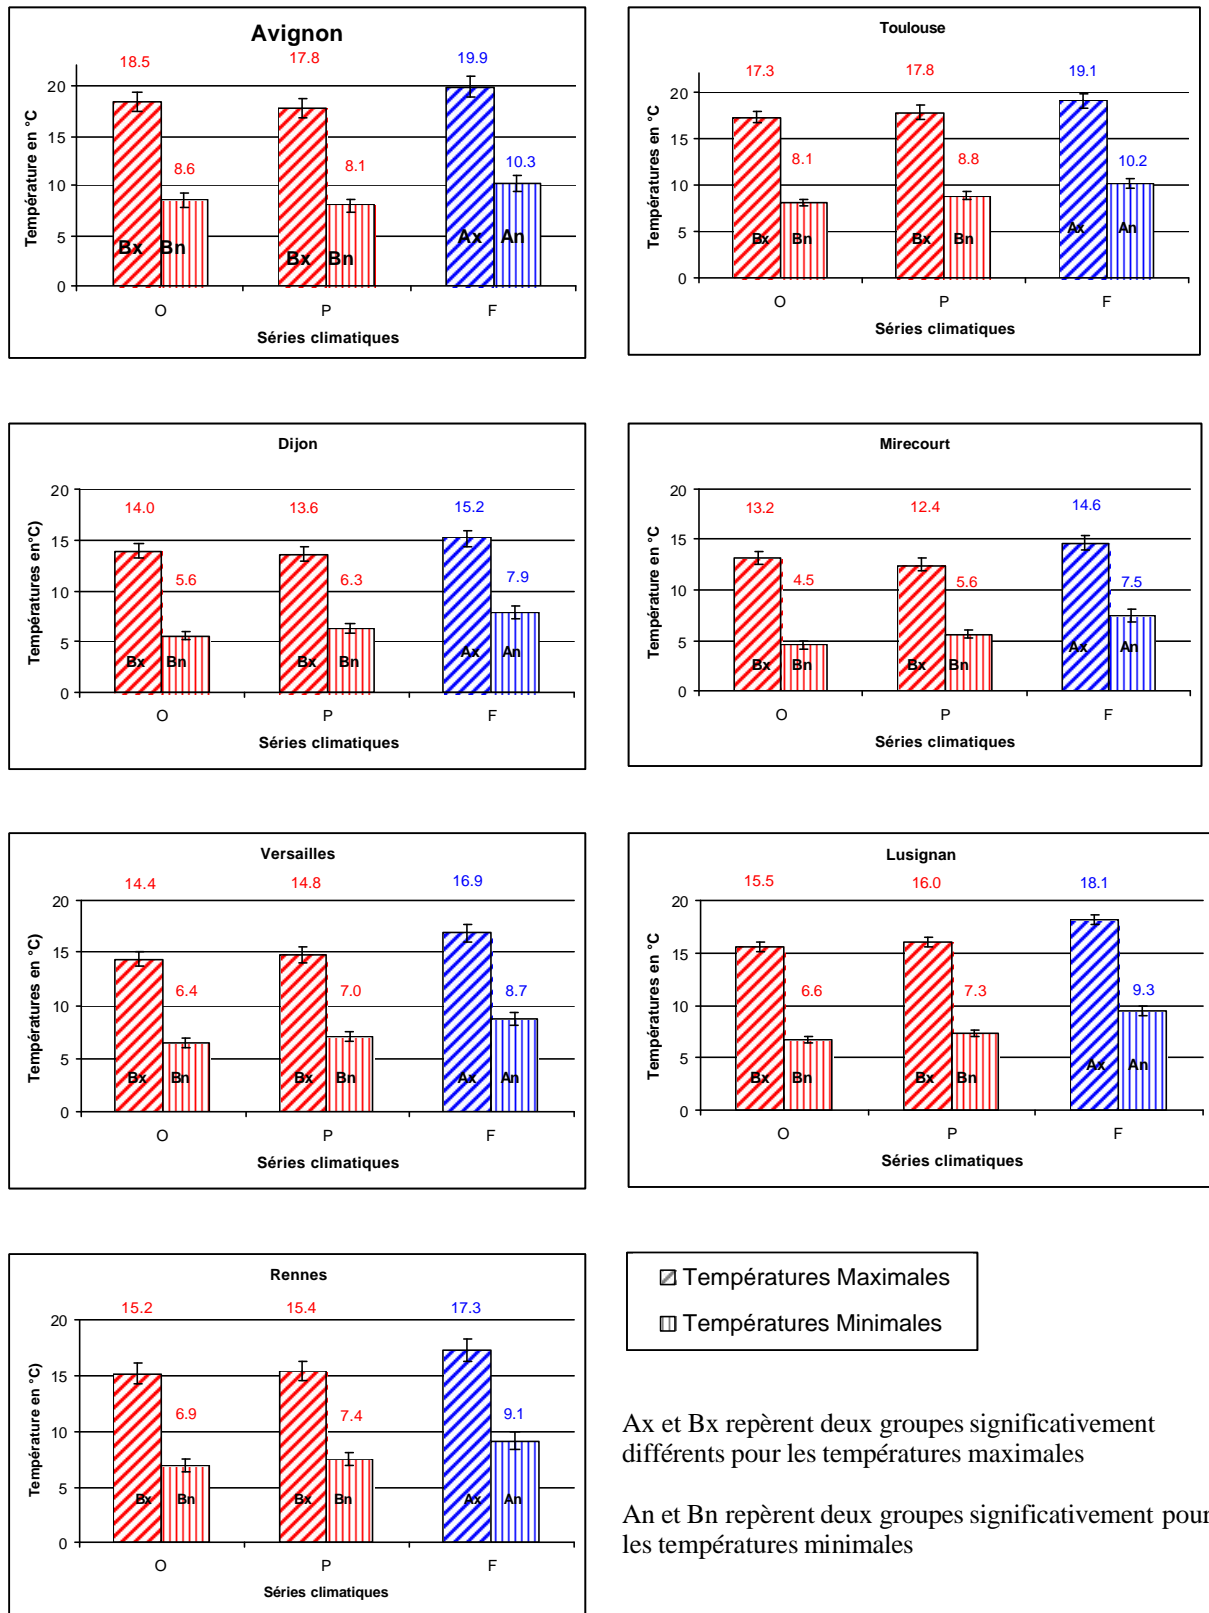 Avignon
18.5
17.8
19.9
8.6
8.1
10.3
Température en °C
20
15
10
5
0
Bx Bn
Bx Bn
Ax An
O P F
Séries climatiques
Toulouse
17.3
17.8
19.1
8.1
8.8
10.2
Températures en °C
20
15
10
5
0
Bx Bn
Bx Bn
Ax An
O P F
Séries climatiques
Dijon
14.0
13.6
15.2
5.6
6.3
7.9
Températures en°C)
20
15
10
5
0
Bx Bn
Bx Bn
Ax An
O P F
Séries climatiques
Mirecourt
13.2
12.4
14.6
4.5
5.6
7.5
Température en °C
20
15
10
5
0
Bx Bn
Bx Bn
Ax An
O P F
Séries climatiques
Versailles
14.4
14.8
16.9
6.4
7.0
8.7
Températures en °C)
20
15
10
5
0
Bx Bn
Bx Bn
Ax An
O P F
Séries climatiques
Lusignan
15.5
16.0
18.1
6.6
7.3
9.3
Températures en °C
20
15
10
5
0
Bx Bn
Bx Bn
Ax An
O P F
Séries climatiques
Rennes
15.2
15.4
17.3
6.9
7.4
9.1
Température en °C)
20
15
10
5
0
Bx Bn
Bx Bn
Ax An
O P F
Séries climatiques
Températures Maximales
Températures Minimales
Ax et Bx repèrent deux groupes significativement
différents pour les températures maximales
An et Bn repèrent deux groupes significativement pour
les températures minimales